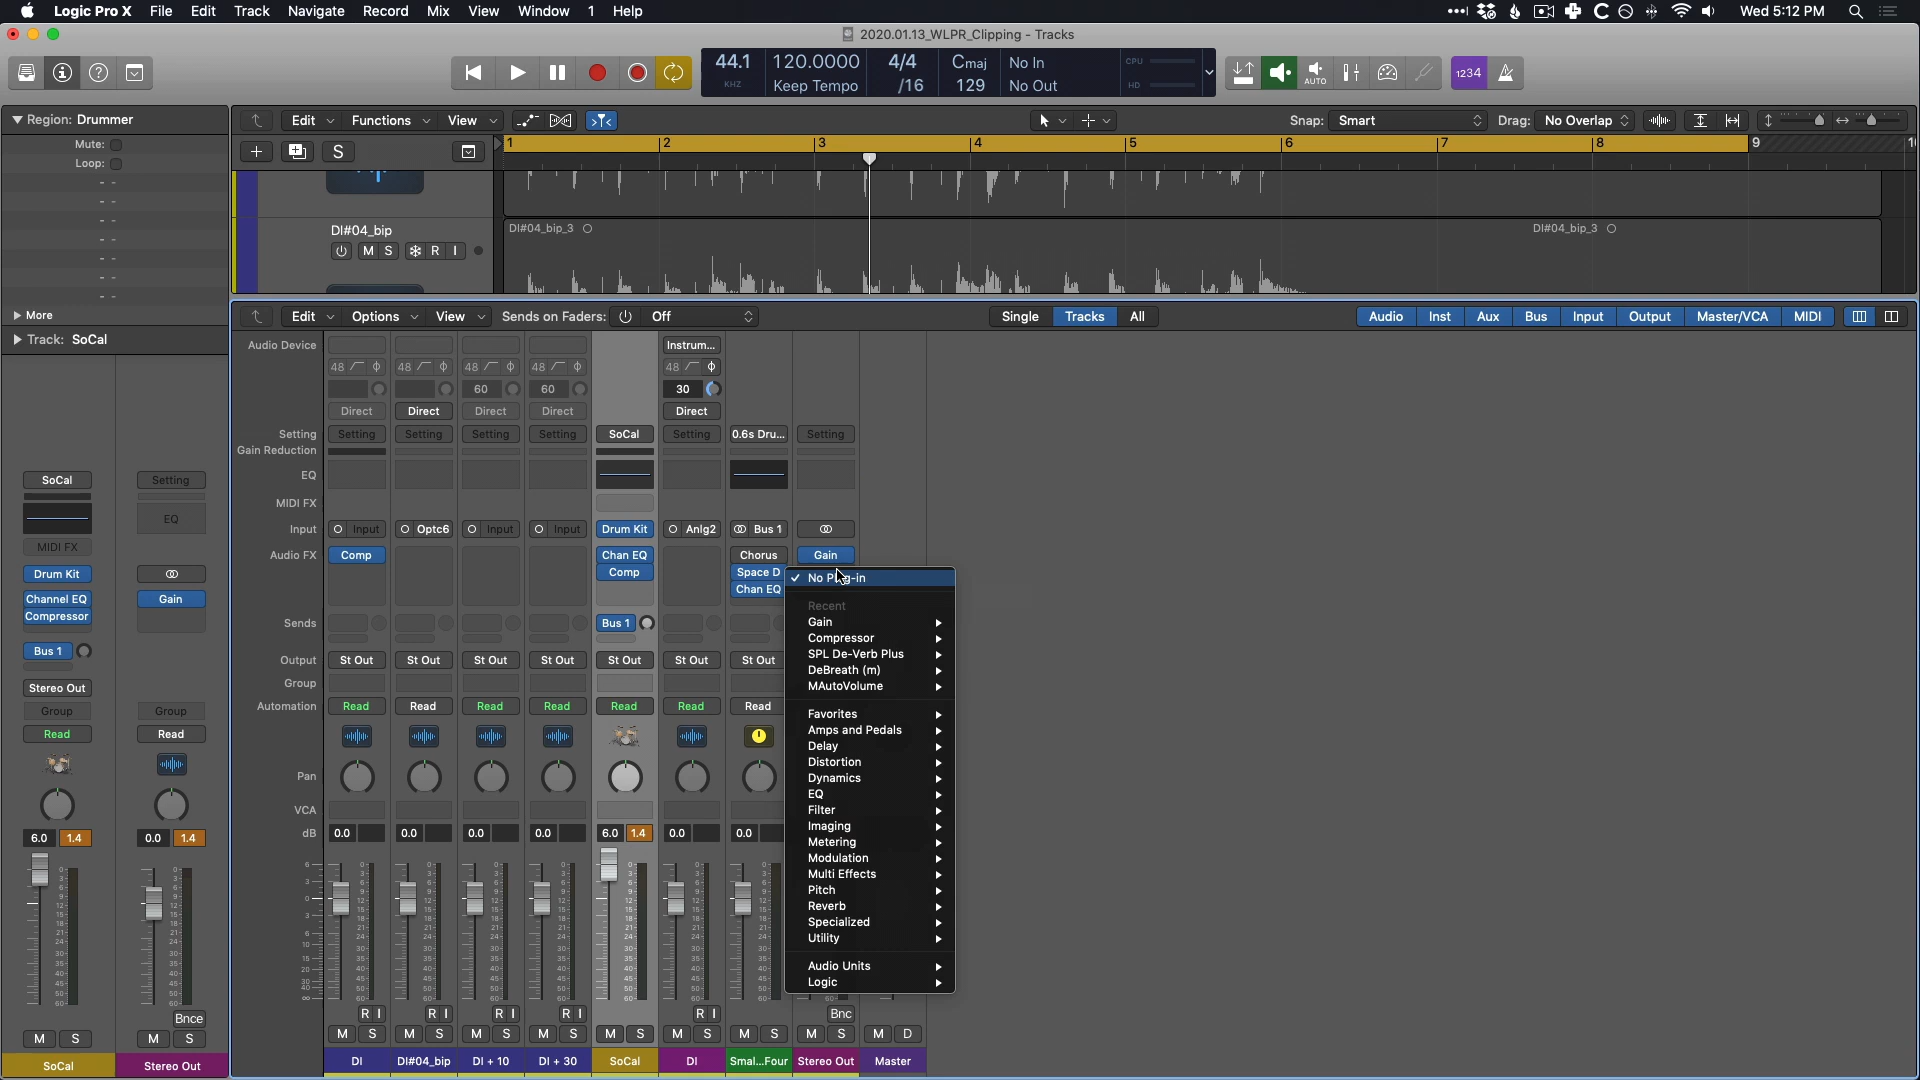 Logic Pro X File Edit Track Navigate Record Mix View Window 1 Help Wed 5:12 PM
2020.01.13_WLPR_Clipping - Tracks
44.1 120.0000 4/4 Cmaj No In CPU
KHZ Keep Tempo /16 129 No Out HD
AUTO 1234
Region: Drummer
Edit Functions View Snap: Smart Drag: No Overlap
Mute:
Loop:
S 1 2 3 4 5 6 7 8 9
DI#04_bip
M S R I
DI#04_bip_3 DI#04_bip_3
More
Track: SoCal
Edit Options View Sends on Faders: Off Single Tracks All Audio Inst Aux Bus Input Output Master/VCA MIDI
Audio Device Instrum...
48 48 48 48 48
60 60 30
Direct Direct Direct Direct Direct
Setting Setting Setting Setting Setting SoCal Setting 0.6s Dru... Setting
Gain Reduction
EQ
MIDI FX
Input Input Optc6 Input Input Drum Kit Anlg2 Bus 1
Audio FX Comp Chan EQ Chorus Gain
Comp Space D
Chan EQ
Sends Bus 1
Output St Out St Out St Out St Out St Out St Out St Out
Group
Automation Read Read Read Read Read Read Read
Pan
VCA
dB 0.0 0.0 0.0 0.0 6.0 1.4 0.0 0.0
R I R I R I R I R I Bnc
M S M S M S M S M S M S M S M S M D
DI DI#04_bip DI + 10 DI + 30 SoCal DI Smal...Four Stereo Out Master
SoCal Setting
EQ
MIDI FX
Drum Kit
Channel EQ Gain
Compressor
Bus 1
Stereo Out
Group Group
Read Read
6.0 1.4 0.0 1.4
Bnce
M S M S
SoCal Stereo Out
No Plug-in
Recent
Gain
Compressor
SPL De-Verb Plus
DeBreath (m)
MAutoVolume
Favorites
Amps and Pedals
Delay
Distortion
Dynamics
EQ
Filter
Imaging
Metering
Modulation
Multi Effects
Pitch
Reverb
Specialized
Utility
Audio Units
Logic